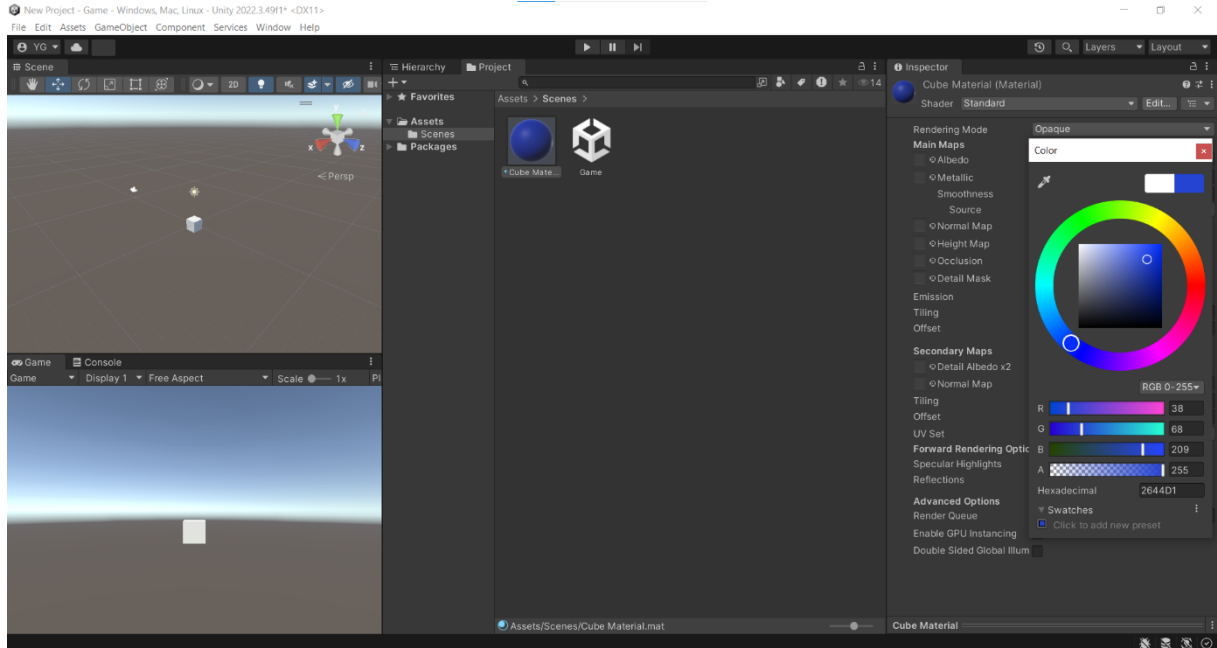 New Project - Game - Windows, Mac, Linux - Unity 2022.3.49f1* <DX11>
File Edit Assets GameObject Component Services Window Help
YG
Layers
Layout
Scene
2D
y
x
z
Persp
Game
Console
Game
Display 1
Free Aspect
Scale
1x
Pl
Hierarchy
Project
14
Favorites
Assets
Scenes
Packages
Assets > Scenes >
Cube Mate...
Game
Assets/Scenes/Cube Material.mat
Inspector
Cube Material (Material)
Shader
Standard
Edit...
Rendering Mode
Opaque
Main Maps
Albedo
Metallic
Smoothness
Source
Normal Map
Height Map
Occlusion
Detail Mask
Emission
Tiling
Offset
Secondary Maps
Detail Albedo x2
Normal Map
Tiling
Offset
UV Set
Forward Rendering Optic
Specular Highlights
Reflections
Advanced Options
Render Queue
Enable GPU Instancing
Double Sided Global Illum
Cube Material
Color
RGB 0-255
R
38
G
68
B
209
A
255
Hexadecimal
2644D1
Swatches
Click to add new preset